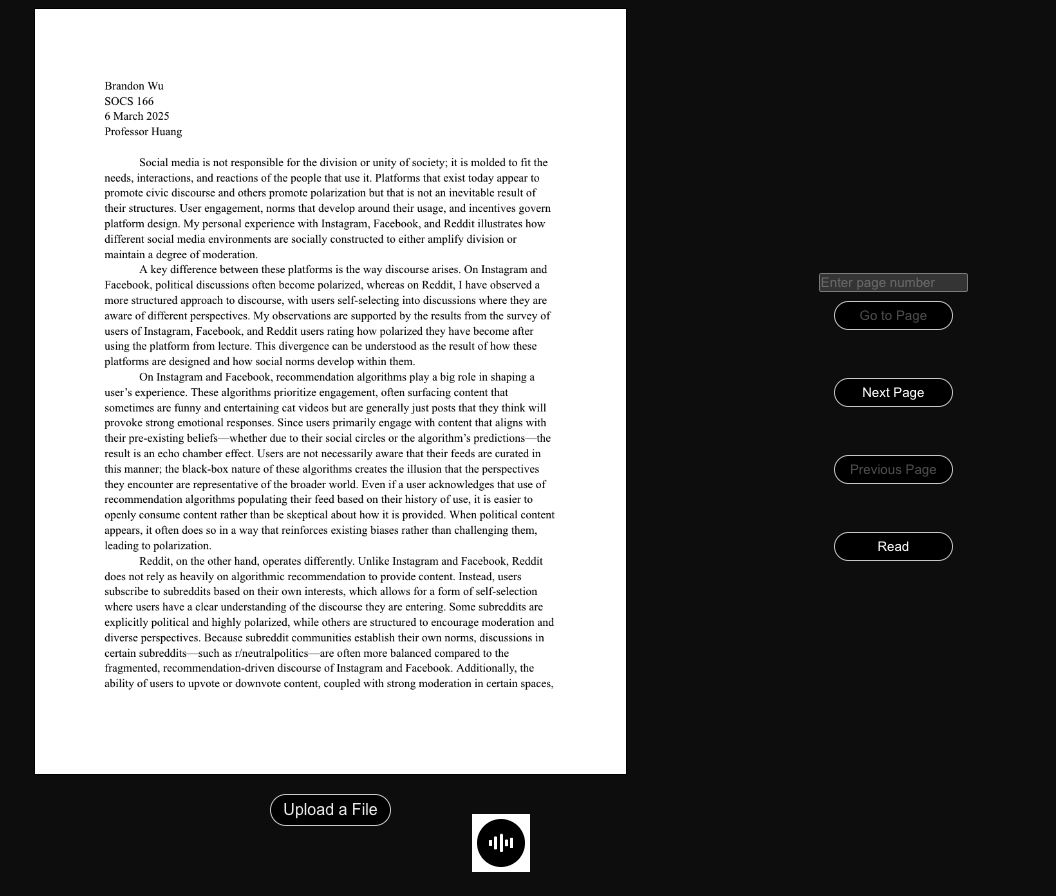 Brandon Wu
SOCS 166
6 March 2025
Professor Huang
Social media is not responsible for the division or unity of society; it is molded to fit the
needs, interactions, and reactions of the people that use it. Platforms that exist today appear to
promote civic discourse and others promote polarization but that is not an inevitable result of
their structures. User engagement, norms that develop around their usage, and incentives govern
platform design. My personal experience with Instagram, Facebook, and Reddit illustrates how
different social media environments are socially constructed to either amplify division or
maintain a degree of moderation.
A key difference between these platforms is the way discourse arises. On Instagram and
Facebook, political discussions often become polarized, whereas on Reddit, I have observed a
more structured approach to discourse, with users self-selecting into discussions where they are
aware of different perspectives. My observations are supported by the results from the survey of
users of Instagram, Facebook, and Reddit users rating how polarized they have become after
using the platform from lecture. This divergence can be understood as the result of how these
platforms are designed and how social norms develop within them.
On Instagram and Facebook, recommendation algorithms play a big role in shaping a
user’s experience. These algorithms prioritize engagement, often surfacing content that
sometimes are funny and entertaining cat videos but are generally just posts that they think will
provoke strong emotional responses. Since users primarily engage with content that aligns with
their pre-existing beliefs—whether due to their social circles or the algorithm’s predictions—the
result is an echo chamber effect. Users are not necessarily aware that their feeds are curated in
this manner; the black-box nature of these algorithms creates the illusion that the perspectives
they encounter are representative of the broader world. Even if a user acknowledges that use of
recommendation algorithms populating their feed based on their history of use, it is easier to
openly consume content rather than be skeptical about how it is provided. When political content
appears, it often does so in a way that reinforces existing biases rather than challenging them,
leading to polarization.
Reddit, on the other hand, operates differently. Unlike Instagram and Facebook, Reddit
does not rely as heavily on algorithmic recommendation to provide content. Instead, users
subscribe to subreddits based on their own interests, which allows for a form of self-selection
where users have a clear understanding of the discourse they are entering. Some subreddits are
explicitly political and highly polarized, while others are structured to encourage moderation and
diverse perspectives. Because subreddit communities establish their own norms, discussions in
certain subreddits—such as r/neutralpolitics—are often more balanced compared to the
fragmented, recommendation-driven discourse of Instagram and Facebook. Additionally, the
ability of users to upvote or downvote content, coupled with strong moderation in certain spaces,
Enter page number
Go to Page
Next Page
Previous Page
Read
Upload a File